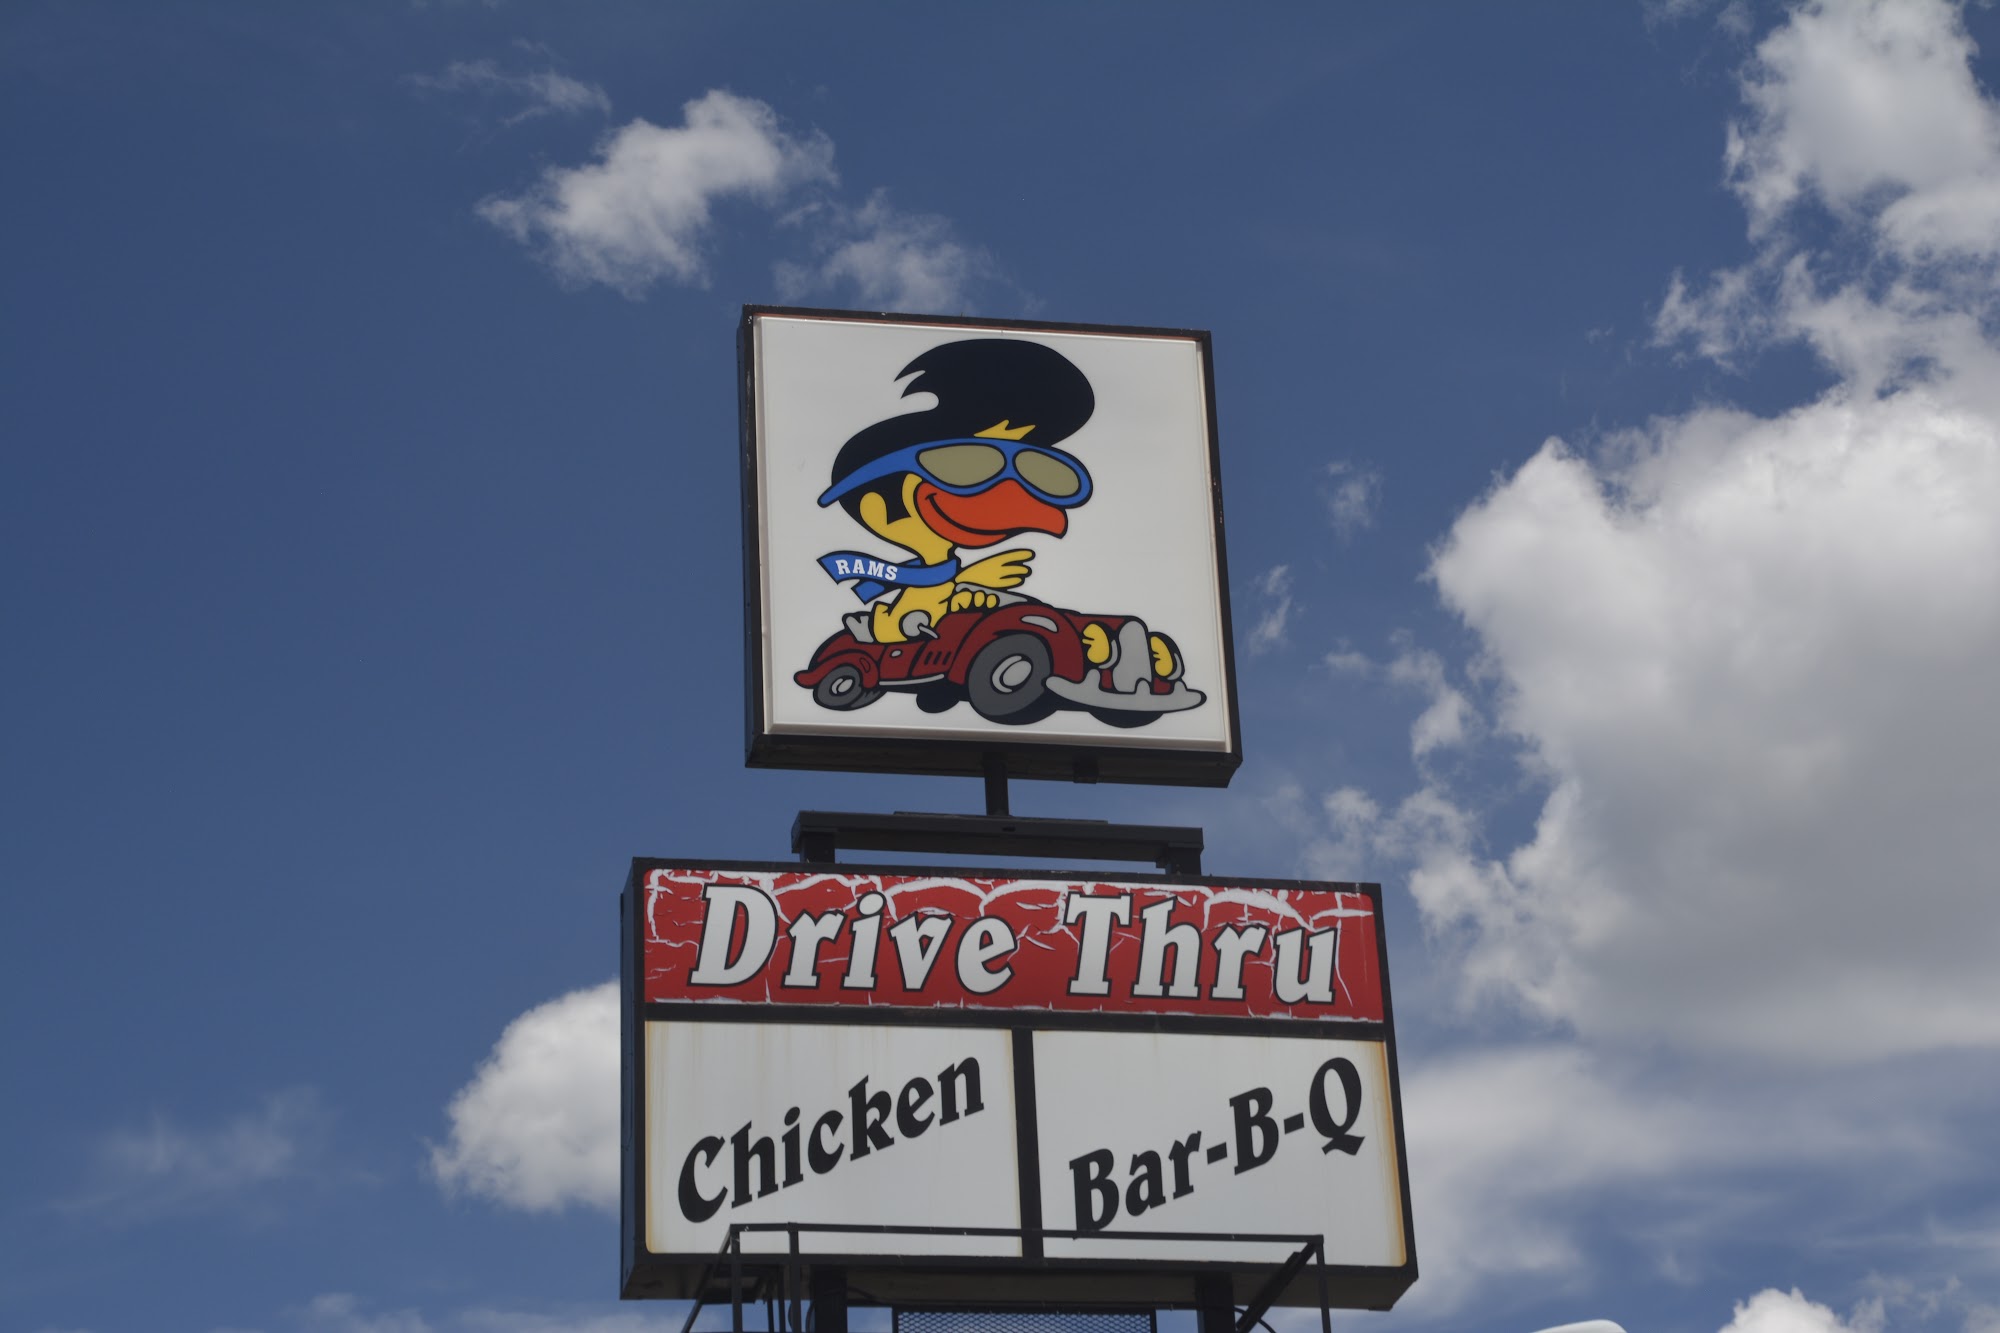 RAMS
Drive Thru
Chicken
Bar-B-Q